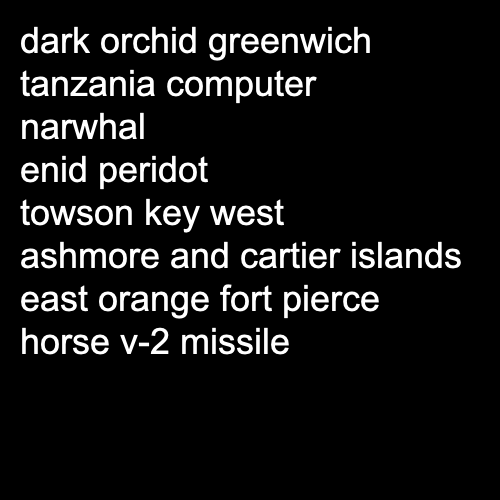 dark orchid greenwich
tanzania computer
narwhal
enid peridot
towson key west
ashmore and cartier islands
east orange fort pierce
horse v-2 missile